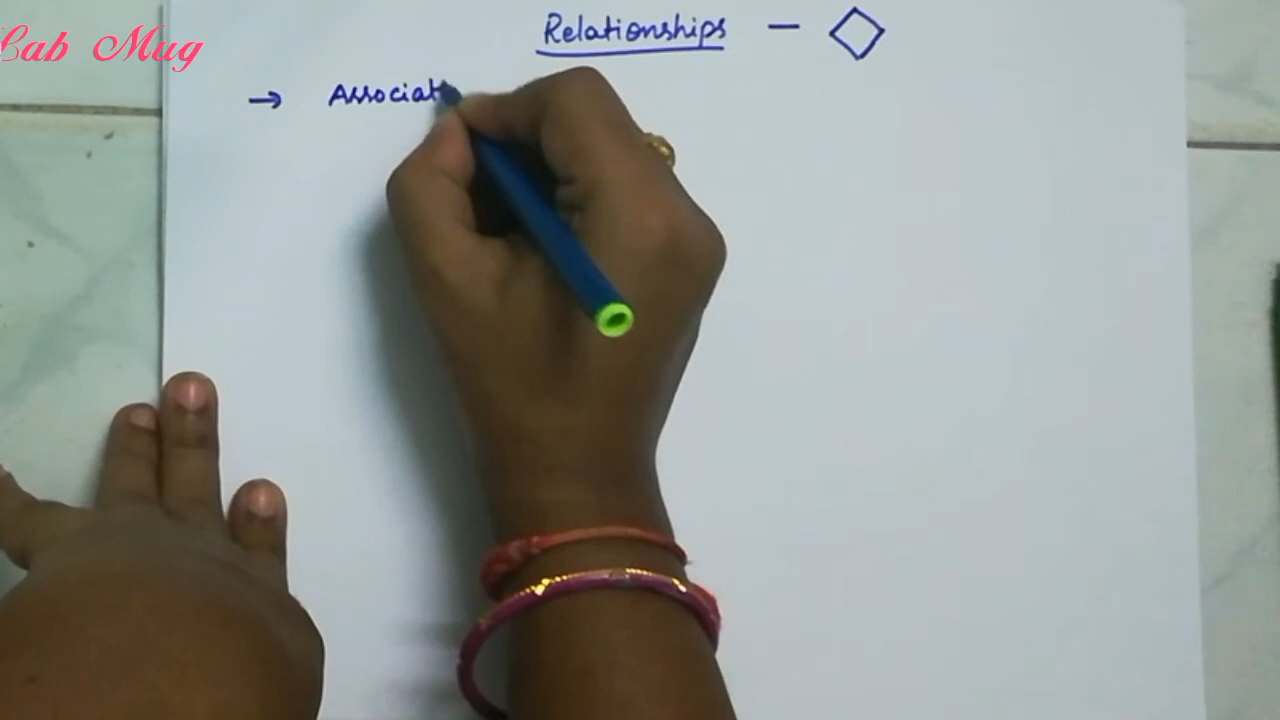 Lab Mug
Relationships - ◇
→ Associat